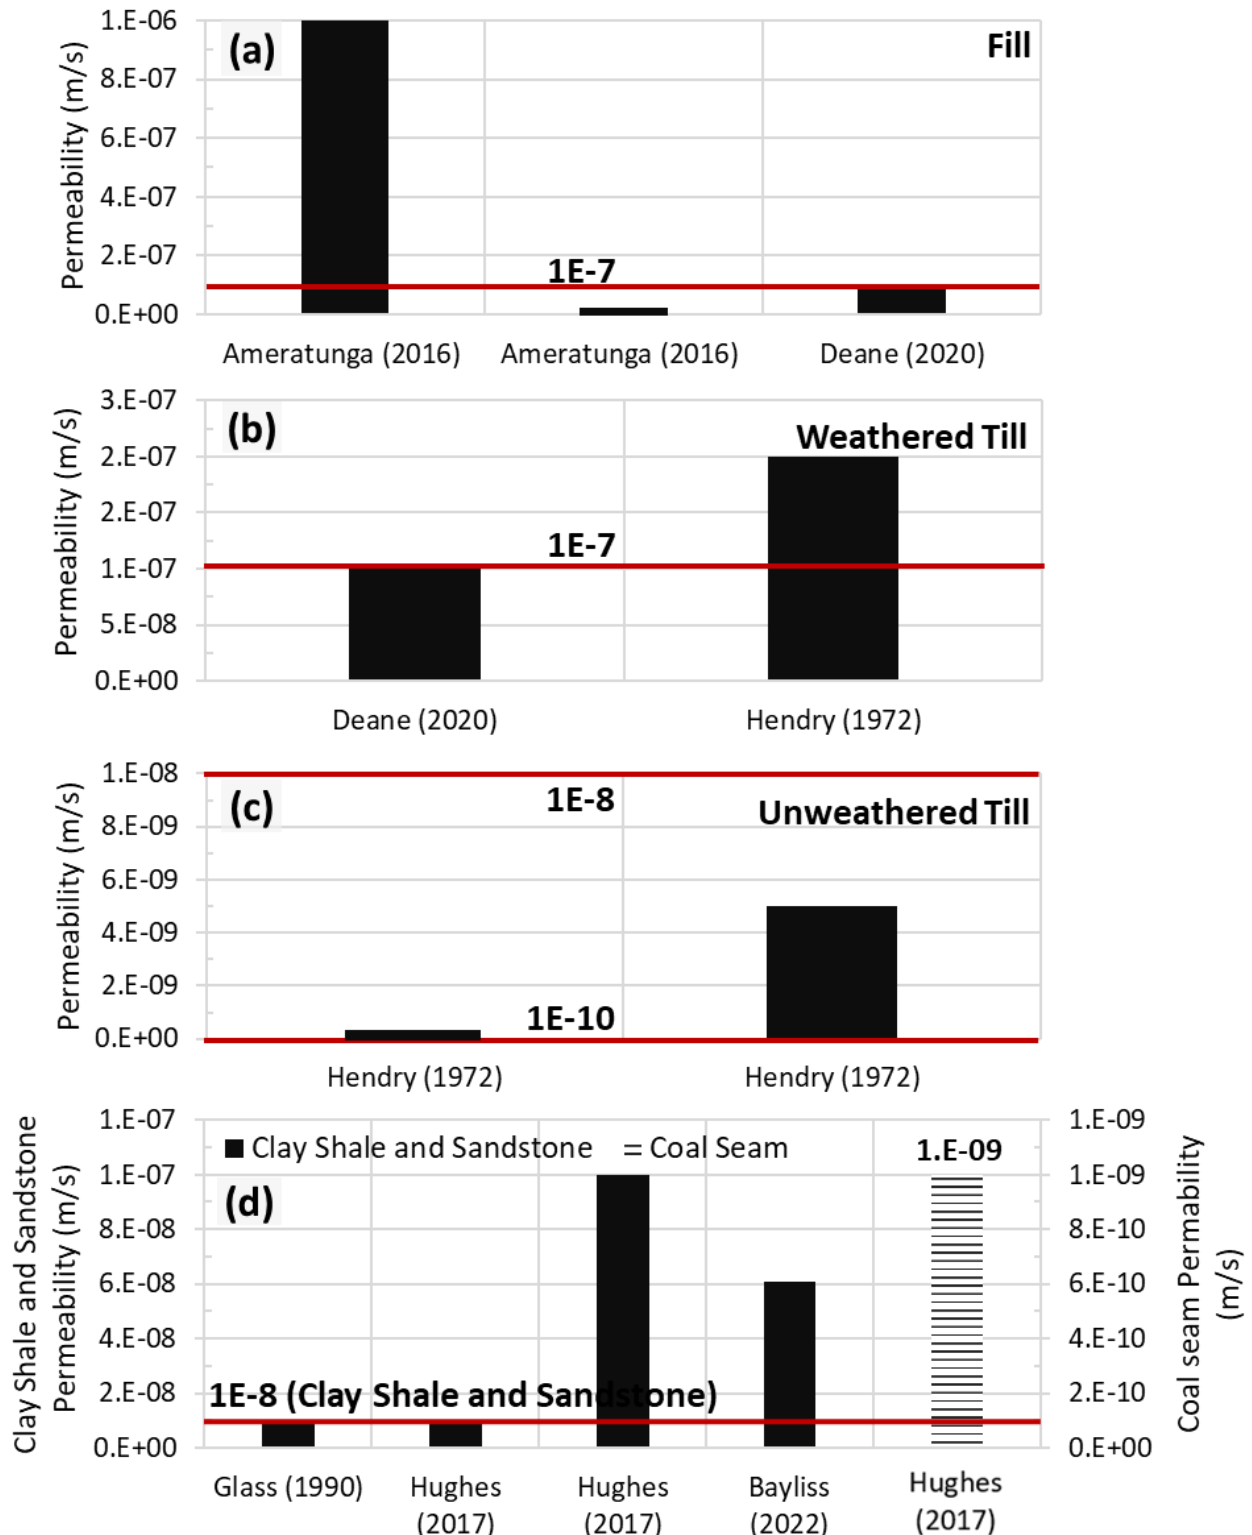 (a)
Fill
Permeability (m/s)
1.E-06
8.E-07
6.E-07
4.E-07
2.E-07
0.E+00
1E-7
Ameratunga (2016)
Ameratunga (2016)
Deane (2020)
(b)
Weathered Till
Permeability (m/s)
3.E-07
2.E-07
2.E-07
1.E-07
5.E-08
0.E+00
1E-7
Deane (2020)
Hendry (1972)
(c)
Unweathered Till
Permeability (m/s)
1.E-08
8.E-09
6.E-09
4.E-09
2.E-09
0.E+00
1E-8
1E-10
Hendry (1972)
Hendry (1972)
(d)
Clay Shale and Sandstone
Permeability (m/s)
1.E-07
1.E-07
8.E-08
6.E-08
4.E-08
2.E-08
0.E+00
Clay Shale and Sandstone
Coal Seam
1.E-09
1E-8 (Clay Shale and Sandstone)
1.E-09
1.E-09
8.E-10
6.E-10
4.E-10
2.E-10
0.E+00
Coal seam Permability
(m/s)
Glass (1990)
Hughes
(2017)
Hughes
(2017)
Bayliss
(2022)
Hughes
(2017)